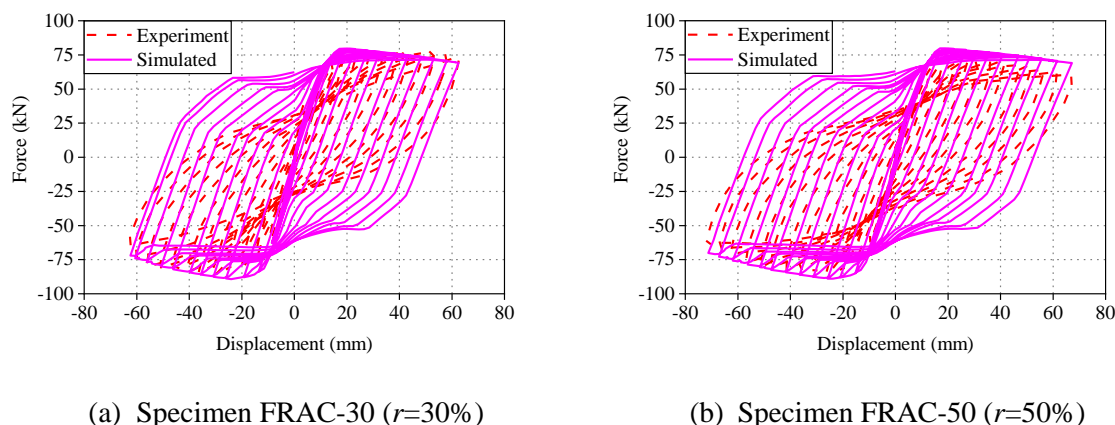 100
75
50
25
0
-25
-50
-75
-100
Force (kN)
Experiment
Simulated
-80 -60 -40 -20 0 20 40 60 80
Displacement (mm)
(a) Specimen FRAC-30 (r=30%)
100
75
50
25
0
-25
-50
-75
-100
Force (kN)
Experiment
Simulated
-80 -60 -40 -20 0 20 40 60 80
Displacement (mm)
(b) Specimen FRAC-50 (r=50%)